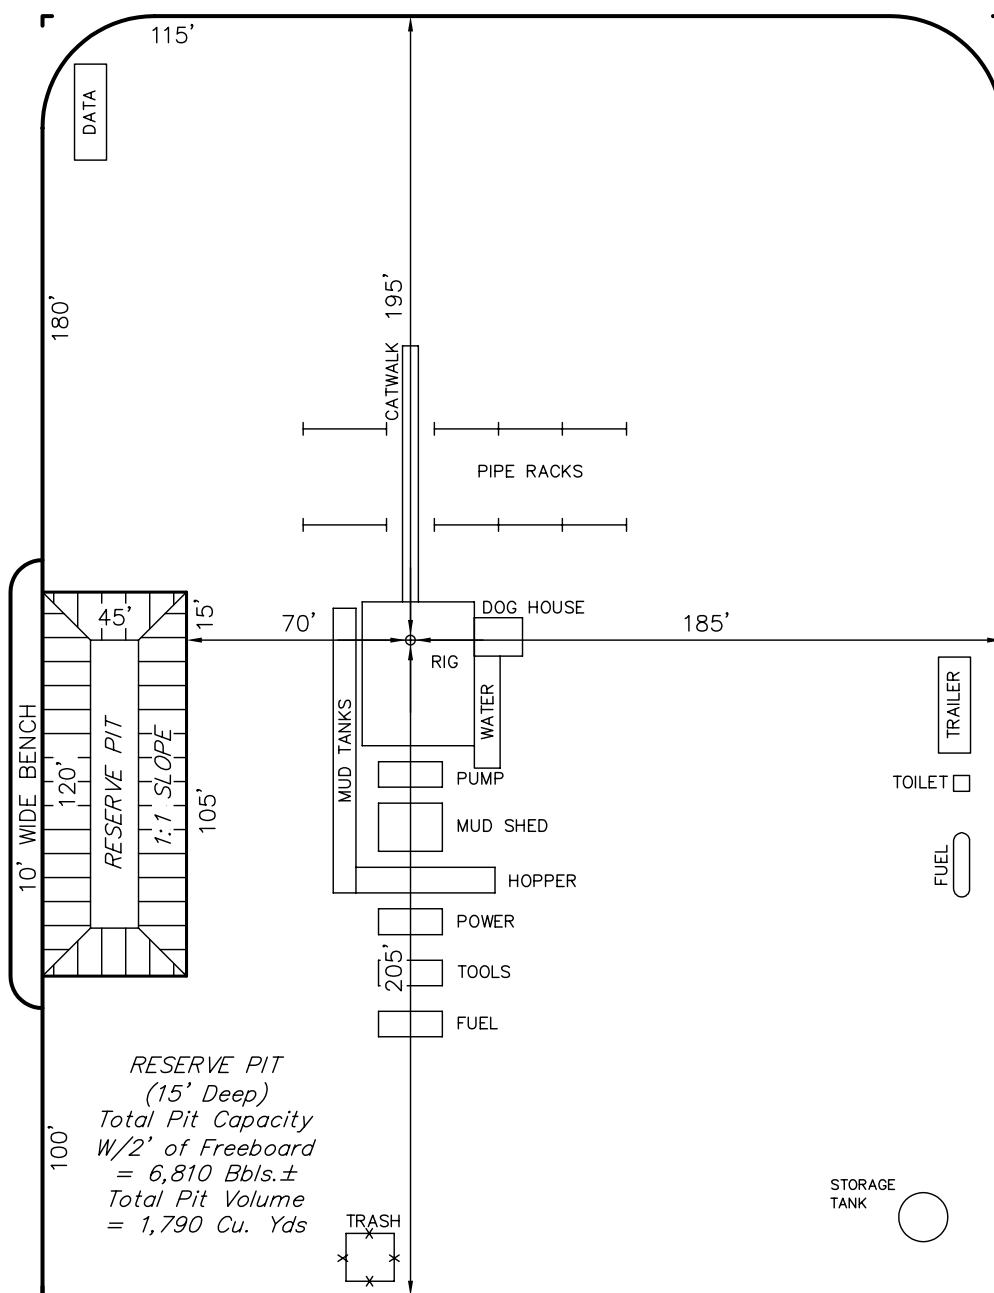 115'
DATA
180'
195'
CATWALK
PIPE RACKS
DOG HOUSE
45'
15'
70'
185'
RIG
10' WIDE BENCH
120'
RESERVE PIT
1:1 SLOPE
105'
MUD TANKS
WATER
TRAILER
PUMP
TOILET
MUD SHED
FUEL
HOPPER
POWER
205'
TOOLS
FUEL
100'
RESERVE PIT
(15' Deep)
Total Pit Capacity
W/2' of Freeboard
= 6,810 Bbls.±
Total Pit Volume
= 1,790 Cu. Yds
TRASH
STORAGE
TANK